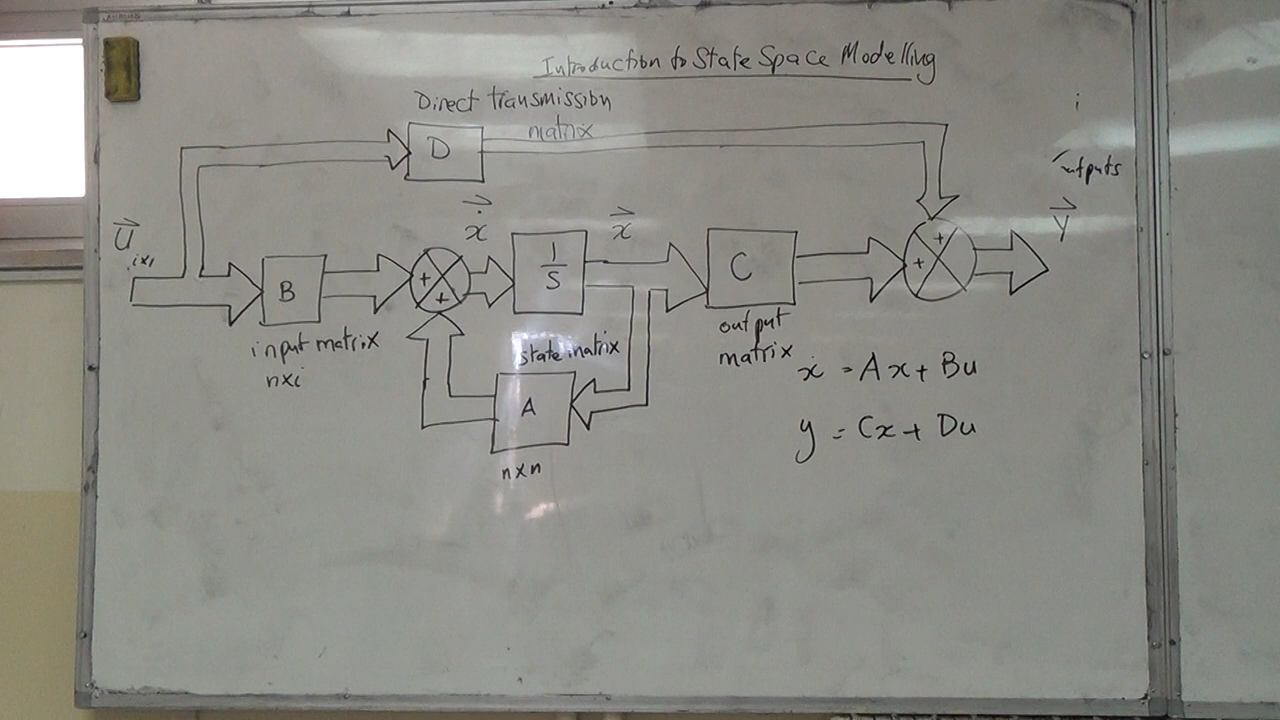 Introduction to State Space Modelling
Direct transmission
matrix
i
D
outputs
U
ix1
ẋ
x
Y
B
+
+
1
S
C
+
+
input matrix
nxi
state matrix
output
matrix
A
nxn
ẋ = Ax + Bu
y = Cx + Du